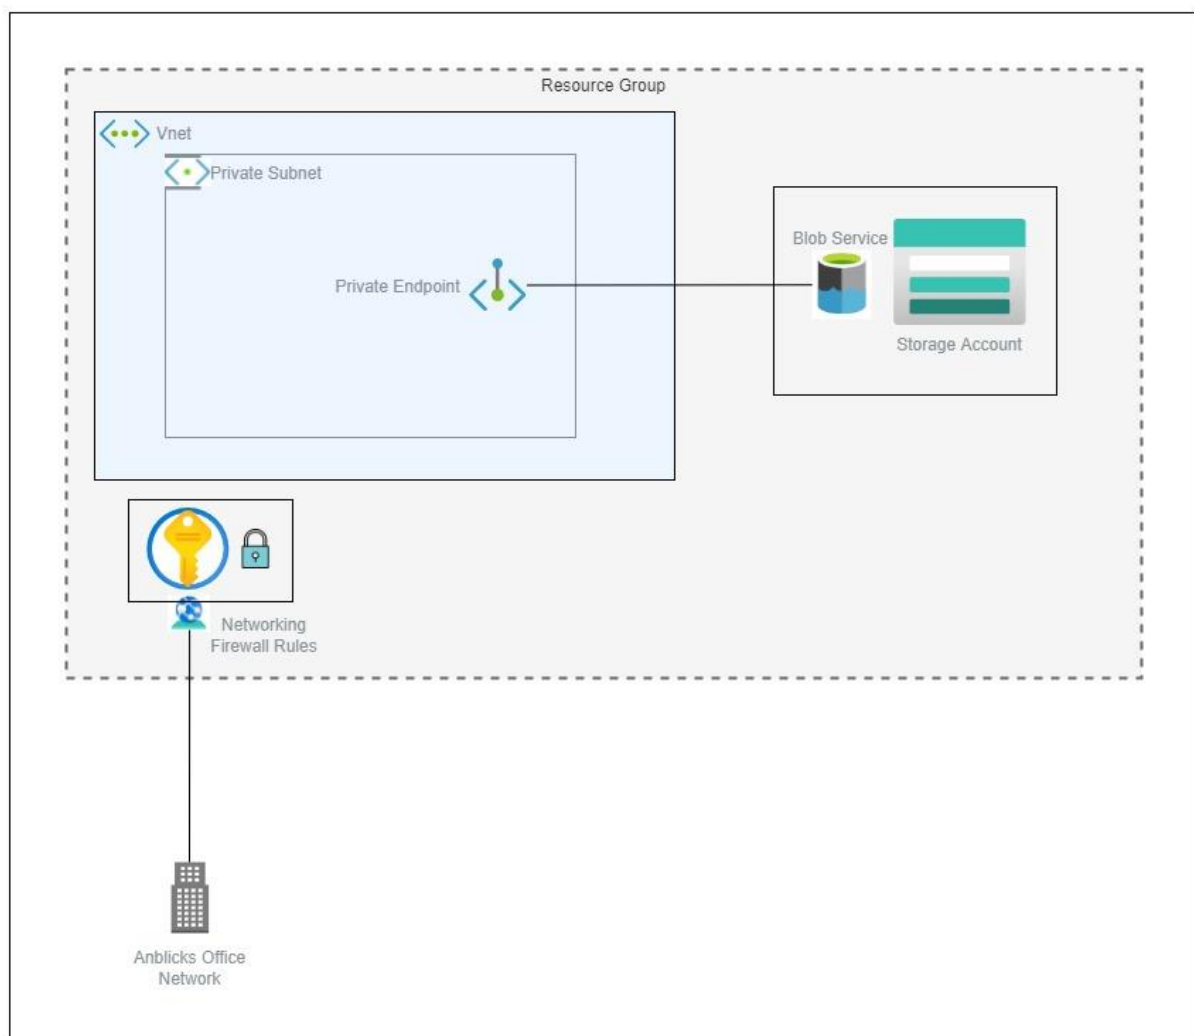 Resource Group
Vnet
Private Subnet
Blob Service
Private Endpoint
Storage Account
Networking
Firewall Rules
Anblicks Office
Network